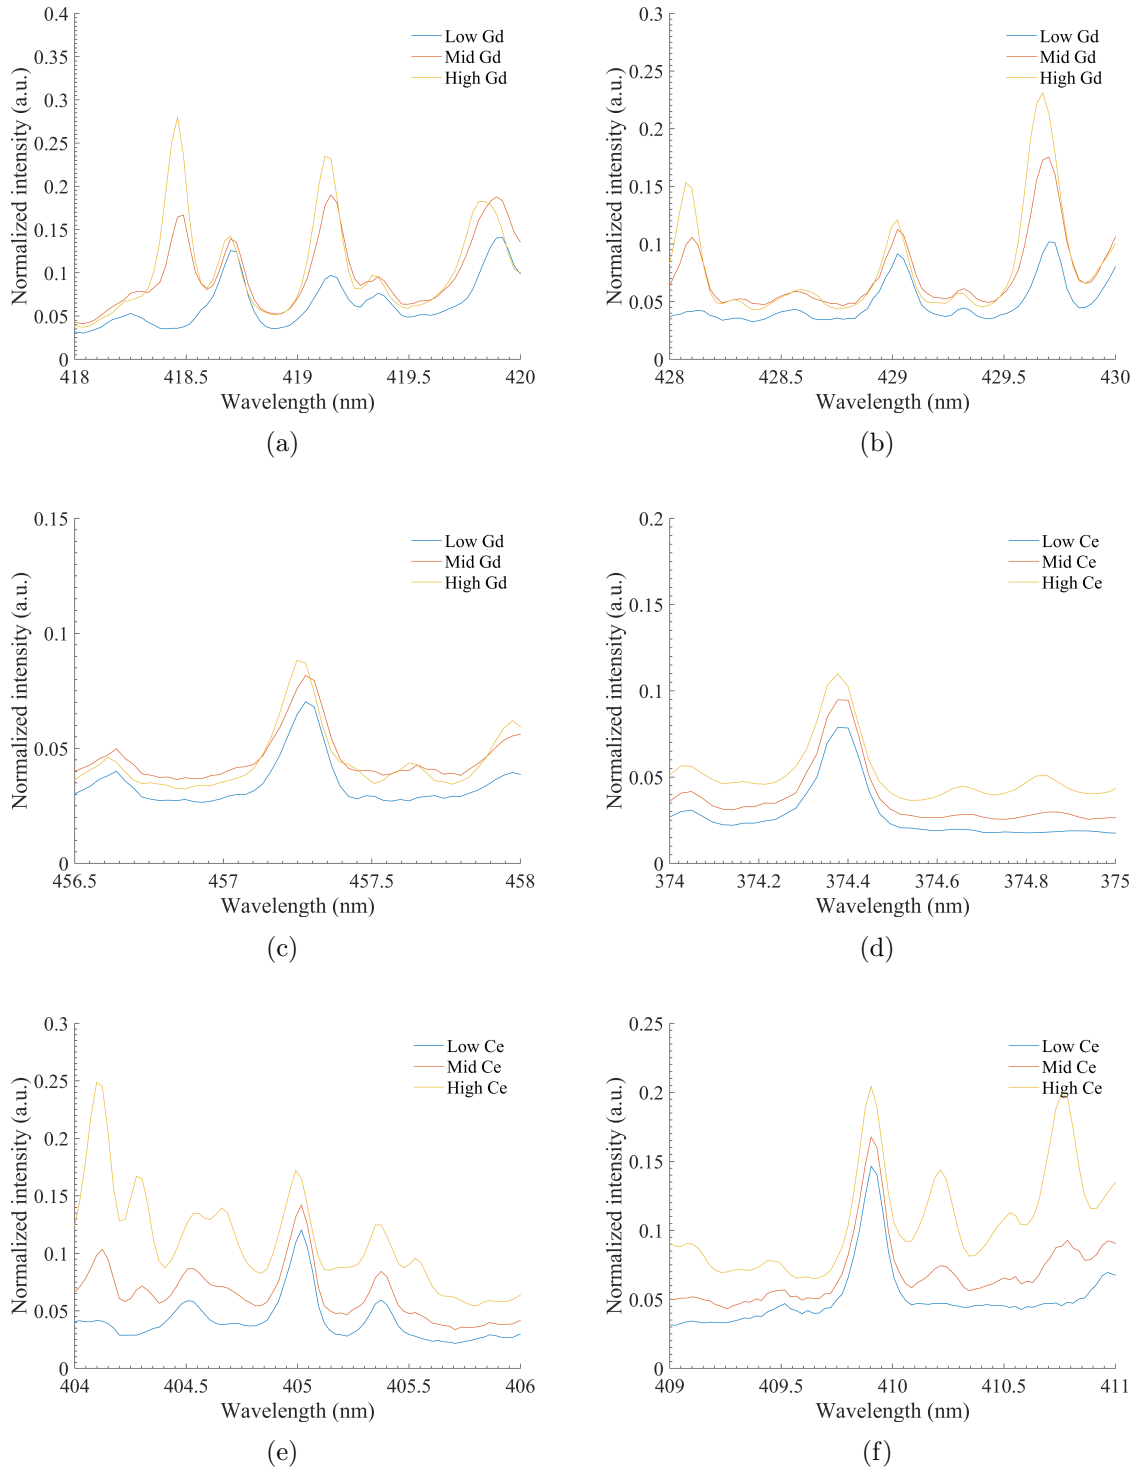 Normalized intensity (a.u.)
0.4
0.35
0.3
0.25
0.2
0.15
0.1
0.05
0
418
418.5
419
419.5
420
Wavelength (nm)
Low Gd
Mid Gd
High Gd
(a)
Normalized intensity (a.u.)
0.3
0.25
0.2
0.15
0.1
0.05
0
428
428.5
429
429.5
430
Wavelength (nm)
Low Gd
Mid Gd
High Gd
(b)
Normalized intensity (a.u.)
0.15
0.1
0.05
0
456.5
457
457.5
458
Wavelength (nm)
Low Gd
Mid Gd
High Gd
(c)
Normalized intensity (a.u.)
0.2
0.15
0.1
0.05
0
374
374.2
374.4
374.6
374.8
375
Wavelength (nm)
Low Ce
Mid Ce
High Ce
(d)
Normalized intensity (a.u.)
0.3
0.25
0.2
0.15
0.1
0.05
0
404
404.5
405
405.5
406
Wavelength (nm)
Low Ce
Mid Ce
High Ce
(e)
Normalized intensity (a.u.)
0.25
0.2
0.15
0.1
0.05
0
409
409.5
410
410.5
411
Wavelength (nm)
Low Ce
Mid Ce
High Ce
(f)